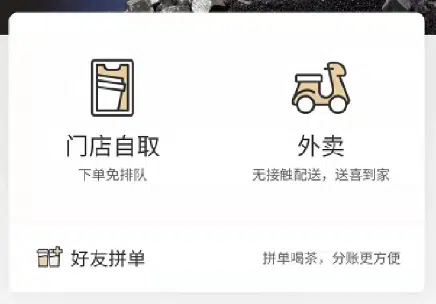 门店自取
外卖
下单免排队
无接触配送，送喜到家
好友拼单
拼单喝茶，分账更方便